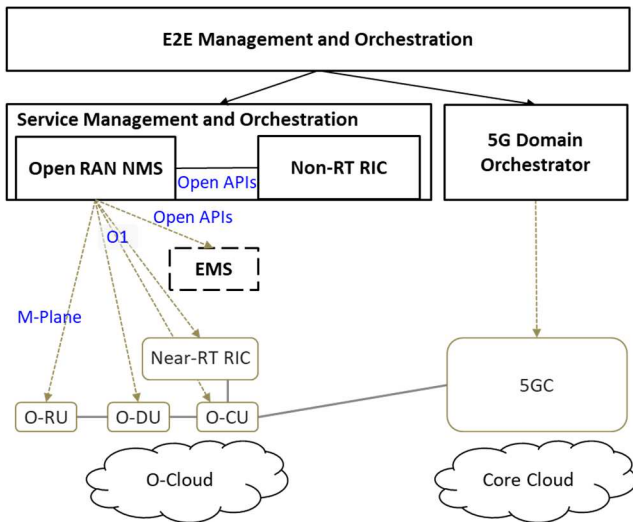 E2E Management and Orchestration
Service Management and Orchestration
Open RAN NMS
Open APIs
Non-RT RIC
5G Domain
Orchestrator
Open APIs
O1
EMS
M-Plane
Near-RT RIC
5GC
O-RU
O-DU
O-CU
O-Cloud
Core Cloud